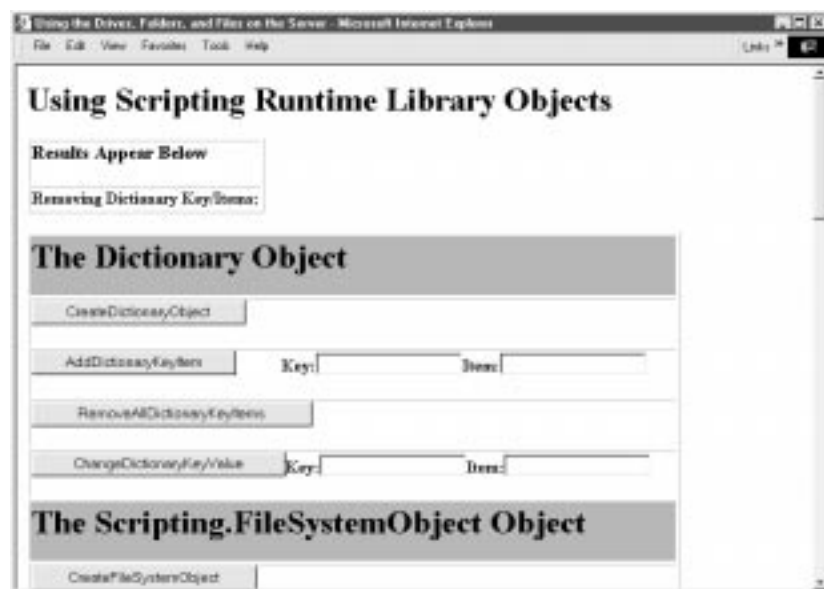 Using the Drives, Folders, and Files on the Server - Microsoft Internet Explorer
File Edit View Favorites Tools Help Links »
Using Scripting Runtime Library Objects
Results Appear Below
Removing Dictionary Key/Items:
The Dictionary Object
CreateDictionaryObject
AddDictionaryKeyItem Key: Item:
RemoveAllDictionaryKeyItems
ChangeDictionaryKeyValue Key: Item:
The Scripting.FileSystemObject Object
CreateFileSystemObject